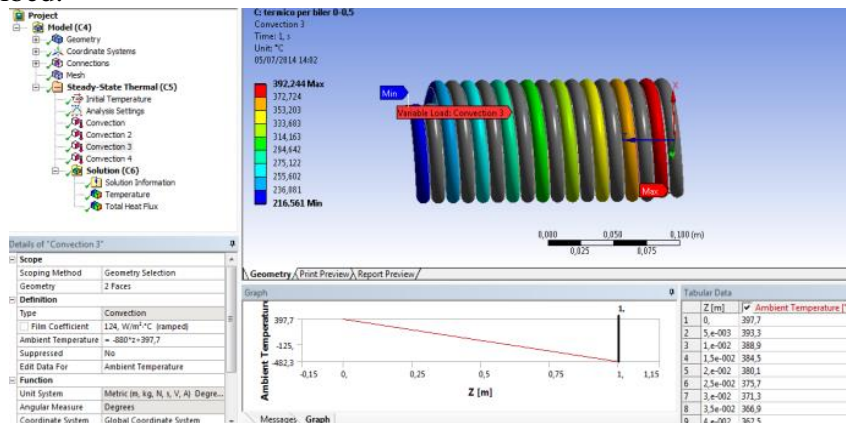 Project
Model (C4)
Geometry
Coordinate Systems
Connections
Mesh
Steady-State Thermal (C5)
Initial Temperature
Analysis Settings
Convection
Convection 2
Convection 3
Convection 4
Solution (C6)
Solution Information
Temperature
Total Heat Flux
C: termico per biler 0-0,5
Convection 3
Time: 1, s
Unit: °C
05/07/2014 14:02
392,244 Max
372,724
353,203
333,683
314,163
294,642
275,122
255,602
236,081
216,561 Min
Min
Variable Load: Convection 3
X
Max
0,000 0,050 0,100 (m)
0,025 0,075
Geometry Print Preview Report Preview
Details of "Convection 3"
Scope
Scoping Method Geometry Selection
Geometry 2 Faces
Definition
Type Convection
Film Coefficient 124, W/m²·°C (ramped)
Ambient Temperature = -880*z+397,7
Suppressed No
Edit Data For Ambient Temperature
Function
Unit System Metric (m, kg, N, s, V, A) Degre...
Angular Measure Degrees
Coordinate System Global Coordinate System
Graph
Ambient Temperature
397,7
-125,
-482,3
1,
-0,15 0, 0,25 0,5 0,75 1, 1,15
Z [m]
Messages Graph
Tabular Data
Z [m] Ambient Temperature [°
1 0, 397,7
2 5,e-003 393,3
3 1,e-002 388,9
4 1,5e-002 384,5
5 2,e-002 380,1
6 2,5e-002 375,7
7 3,e-002 371,3
8 3,5e-002 366,9
9 4,e-002 362,5